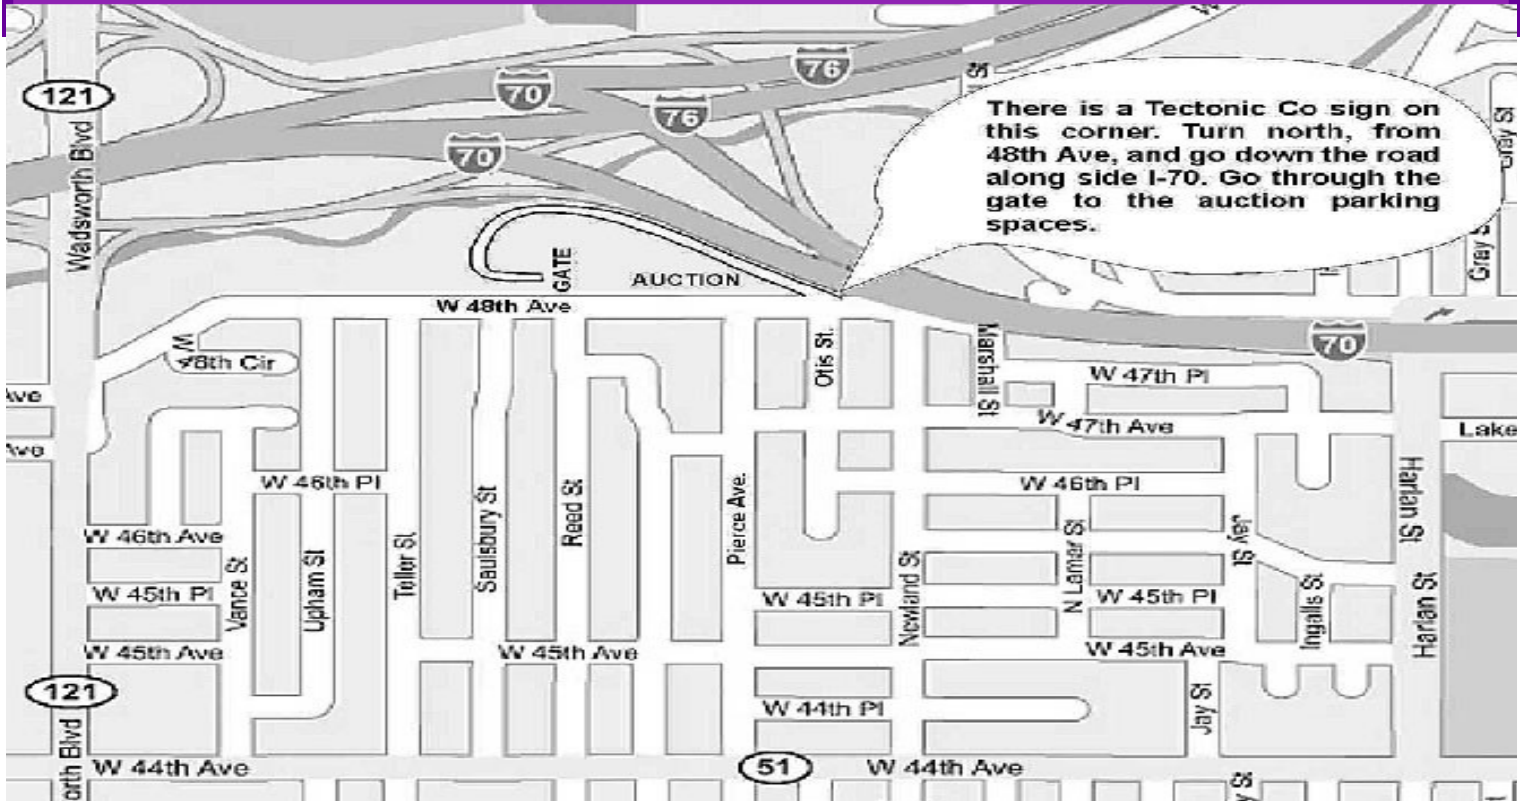 121
70
76
76
70
Wadsworth Blvd
There is a Tectonic Co sign on
this corner. Turn north, from
48th Ave, and go down the road
along side I-70. Go through the
gate to the auction parking
spaces.
Gray St
GATE
AUCTION
W 48th Ave
W
48th Cir
Otis St.
Marshall St
70
W 47th Pl
Ave
W 47th Ave
Lake
Ave
W 46th Pl
W 46th Pl
Saulsbury St
Reed St
Pierce Ave.
Harlan St
W 46th Ave
Teller St
Jay St
N Lamar St
Vance St
Upham St
Newland St
Ingalls St
Harlan St
W 45th Pl
W 45th Pl
W 45th Pl
W 45th Ave
W 45th Ave
W 45th Ave
121
W 44th Pl
Jay St
orth Blvd
W 44th Ave
51
W 44th Ave